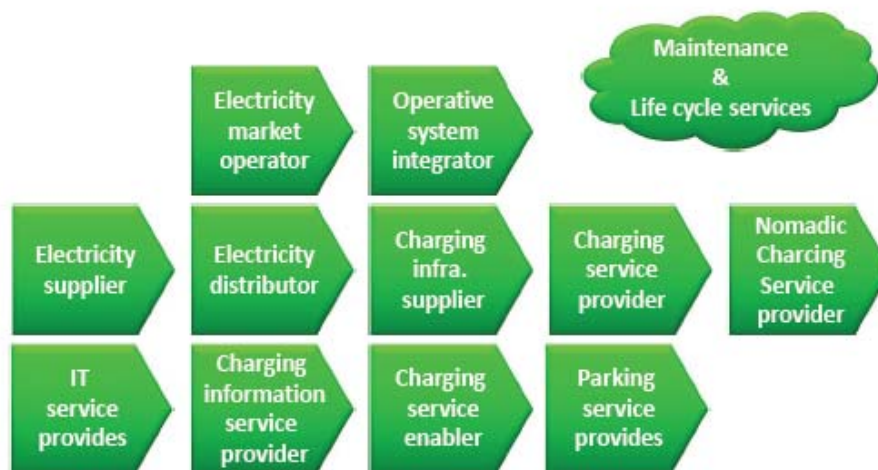 Maintenance
&
Life cycle services
Electricity
market
operator
Operative
system
integrator
Electricity
supplier
Electricity
distributor
Charging
infra.
supplier
Charging
service
provider
Nomadic
Charcing
Service
provider
IT
service
provides
Charging
information
service
provider
Charging
service
enabler
Parking
service
provides